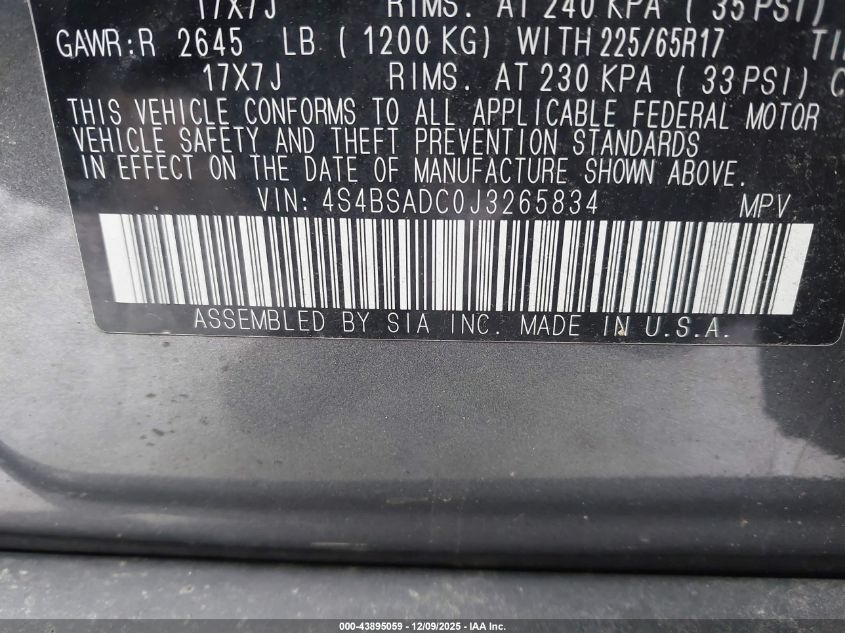 17X7J RIMS. AT 240 KPA ( 35 PSI)
GAWR:R 2645 LB ( 1200 KG) WITH 225/65R17
17X7J RIMS. AT 230 KPA ( 33 PSI)
THIS VEHICLE CONFORMS TO ALL APPLICABLE FEDERAL MOTOR
VEHICLE SAFETY AND THEFT PREVENTION STANDARDS
IN EFFECT ON THE DATE OF MANUFACTURE SHOWN ABOVE.
VIN: 4S4BSADC0J3265834 MPV
ASSEMBLED BY SIA INC. MADE IN U.S.A.
000-43895059 - 12/09/2025 - IAA Inc.